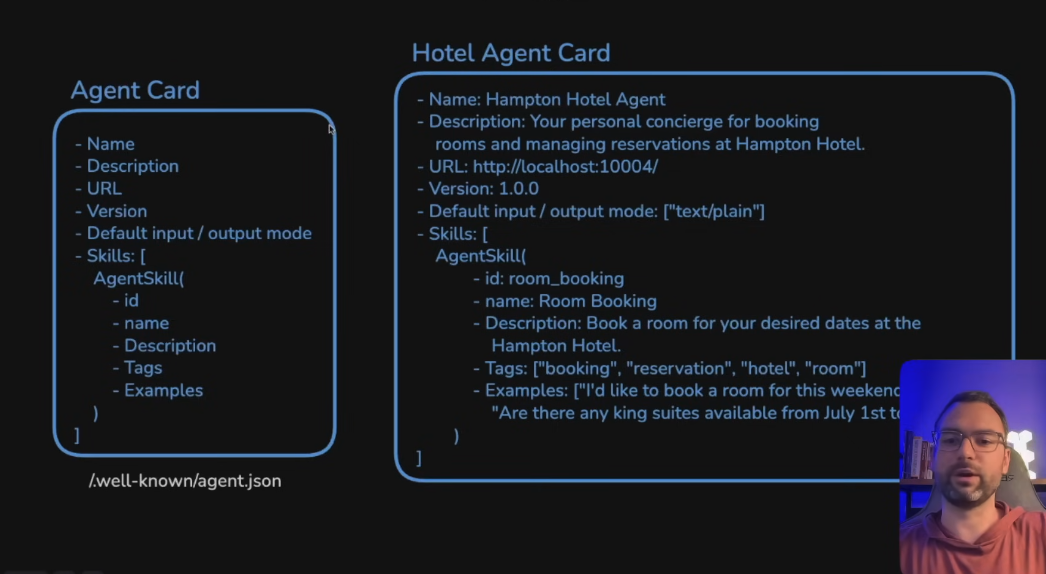 Agent Card
- Name
- Description
- URL
- Version
- Default input / output mode
- Skills: [
AgentSkill(
- id
- name
- Description
- Tags
- Examples
)
]
/.well-known/agent.json
Hotel Agent Card
- Name: Hampton Hotel Agent
- Description: Your personal concierge for booking
rooms and managing reservations at Hampton Hotel.
- URL: http://localhost:10004/
- Version: 1.0.0
- Default input / output mode: ["text/plain"]
- Skills: [
AgentSkill(
- id: room_booking
- name: Room Booking
- Description: Book a room for your desired dates at the
Hampton Hotel.
- Tags: ["booking", "reservation", "hotel", "room"]
- Examples: ["I'd like to book a room for this weekend
"Are there any king suites available from July 1st to
)
]